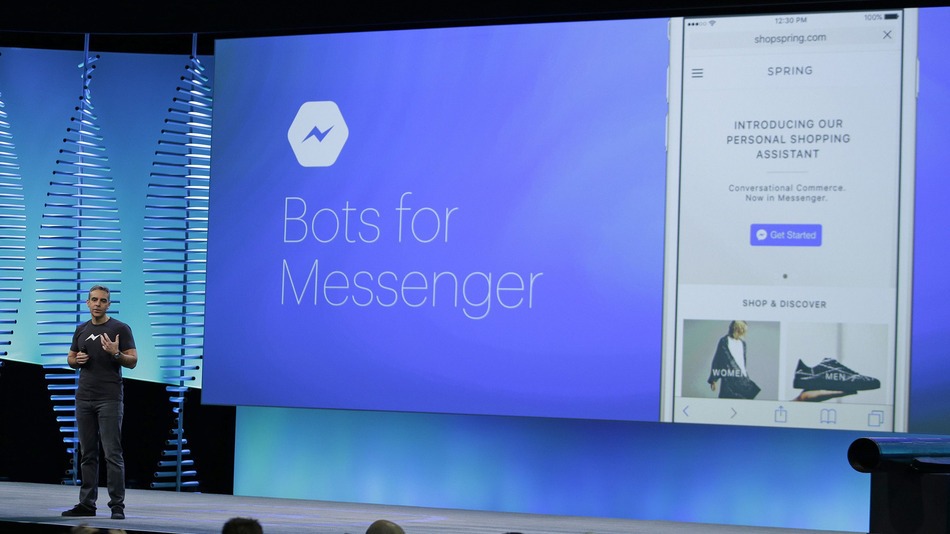 12:30 PM
100%
shopspring.com
SPRING
Bots for
Messenger
INTRODUCING OUR
PERSONAL SHOPPING
ASSISTANT
Conversational Commerce.
Now in Messenger.
Get Started
SHOP & DISCOVER
WOMEN
MEN